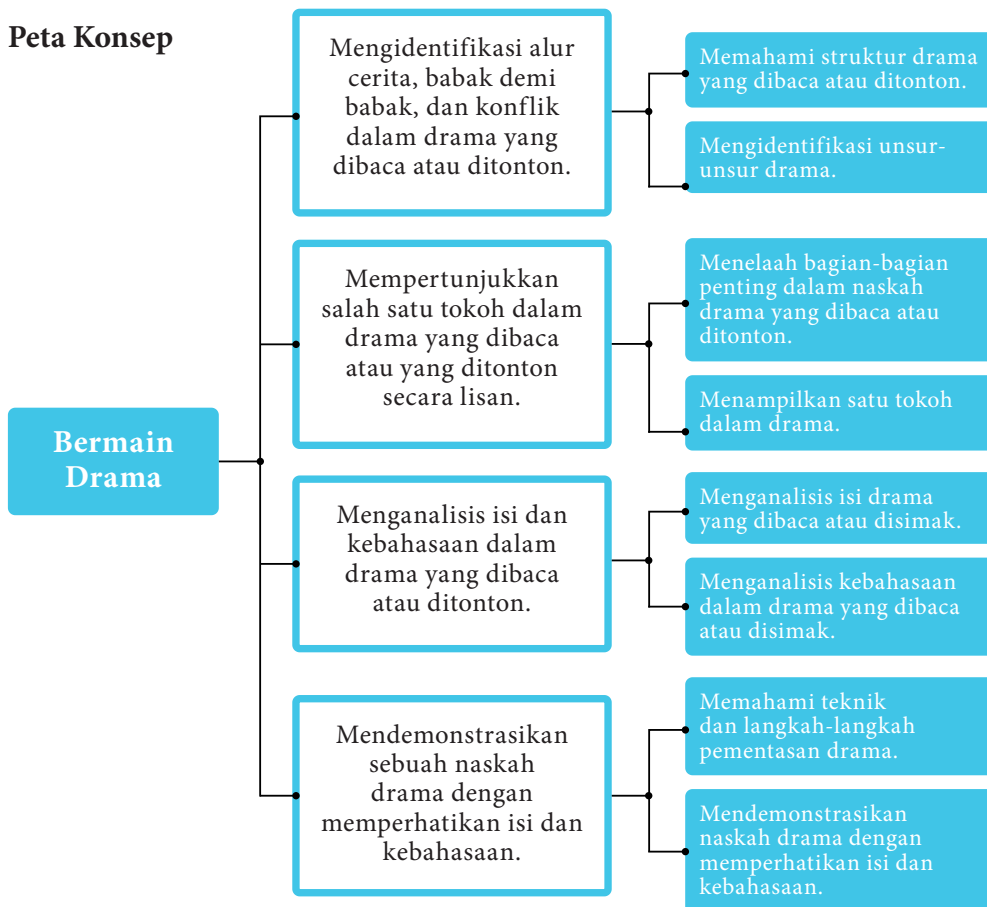 Peta Konsep
Bermain
Drama
Mengidentifikasi alur
cerita, babak demi
babak, dan konflik
dalam drama yang
dibaca atau ditonton.
Memahami struktur drama
yang dibaca atau ditonton.
Mengidentifikasi unsur-
unsur drama.
Mempertunjukkan
salah satu tokoh dalam
drama yang dibaca
atau yang ditonton
secara lisan.
Menelaah bagian-bagian
penting dalam naskah
drama yang dibaca atau
ditonton.
Menampilkan satu tokoh
dalam drama.
Menganalisis isi dan
kebahasaan dalam
drama yang dibaca
atau ditonton.
Menganalisis isi drama
yang dibaca atau disimak.
Menganalisis kebahasaan
dalam drama yang dibaca
atau disimak.
Mendemonstrasikan
sebuah naskah
drama dengan
memperhatikan isi dan
kebahasaan.
Memahami teknik
dan langkah-langkah
pementasan drama.
Mendemonstrasikan
naskah drama dengan
memperhatikan isi dan
kebahasaan.